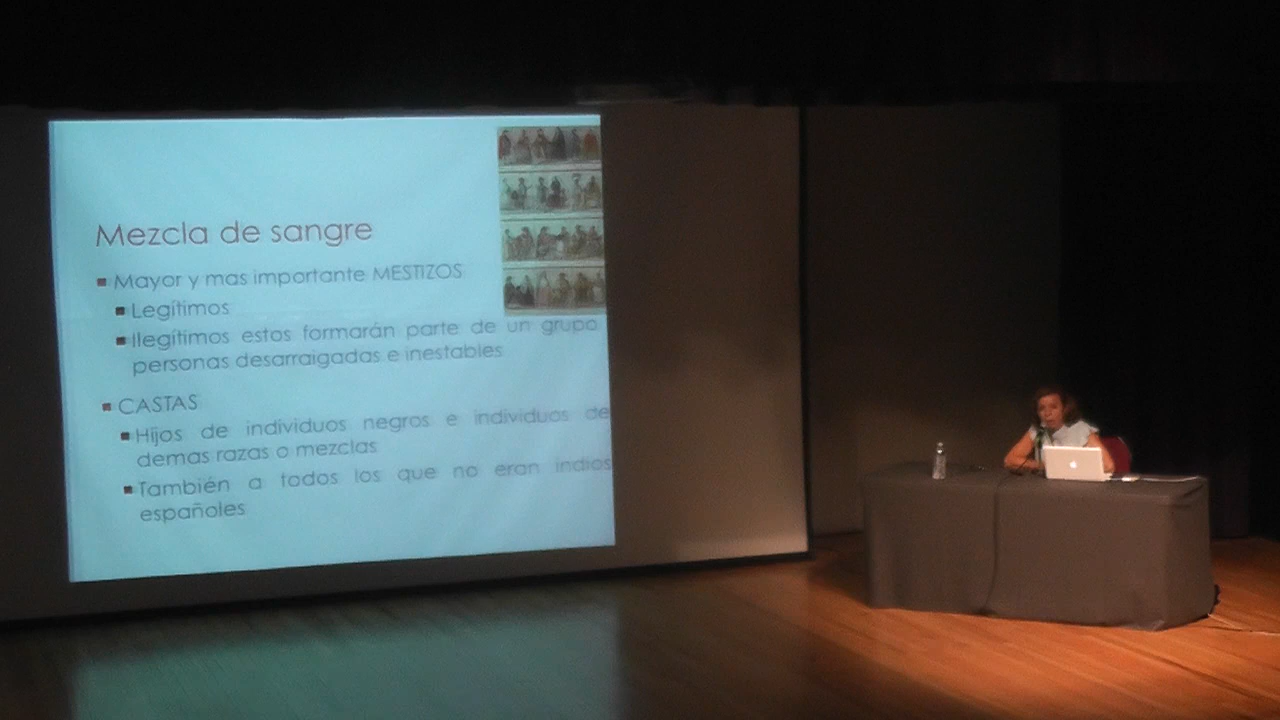 Mezcla de sangre
Mayor y mas importante MESTIZOS
Legítimos
Ilegítimos estos formarán parte de un grupo
personas desarraigadas e inestables
CASTAS
Hijos de individuos negros e individuos de
demas razas o mezclas
También a todos los que no eran indios
españoles